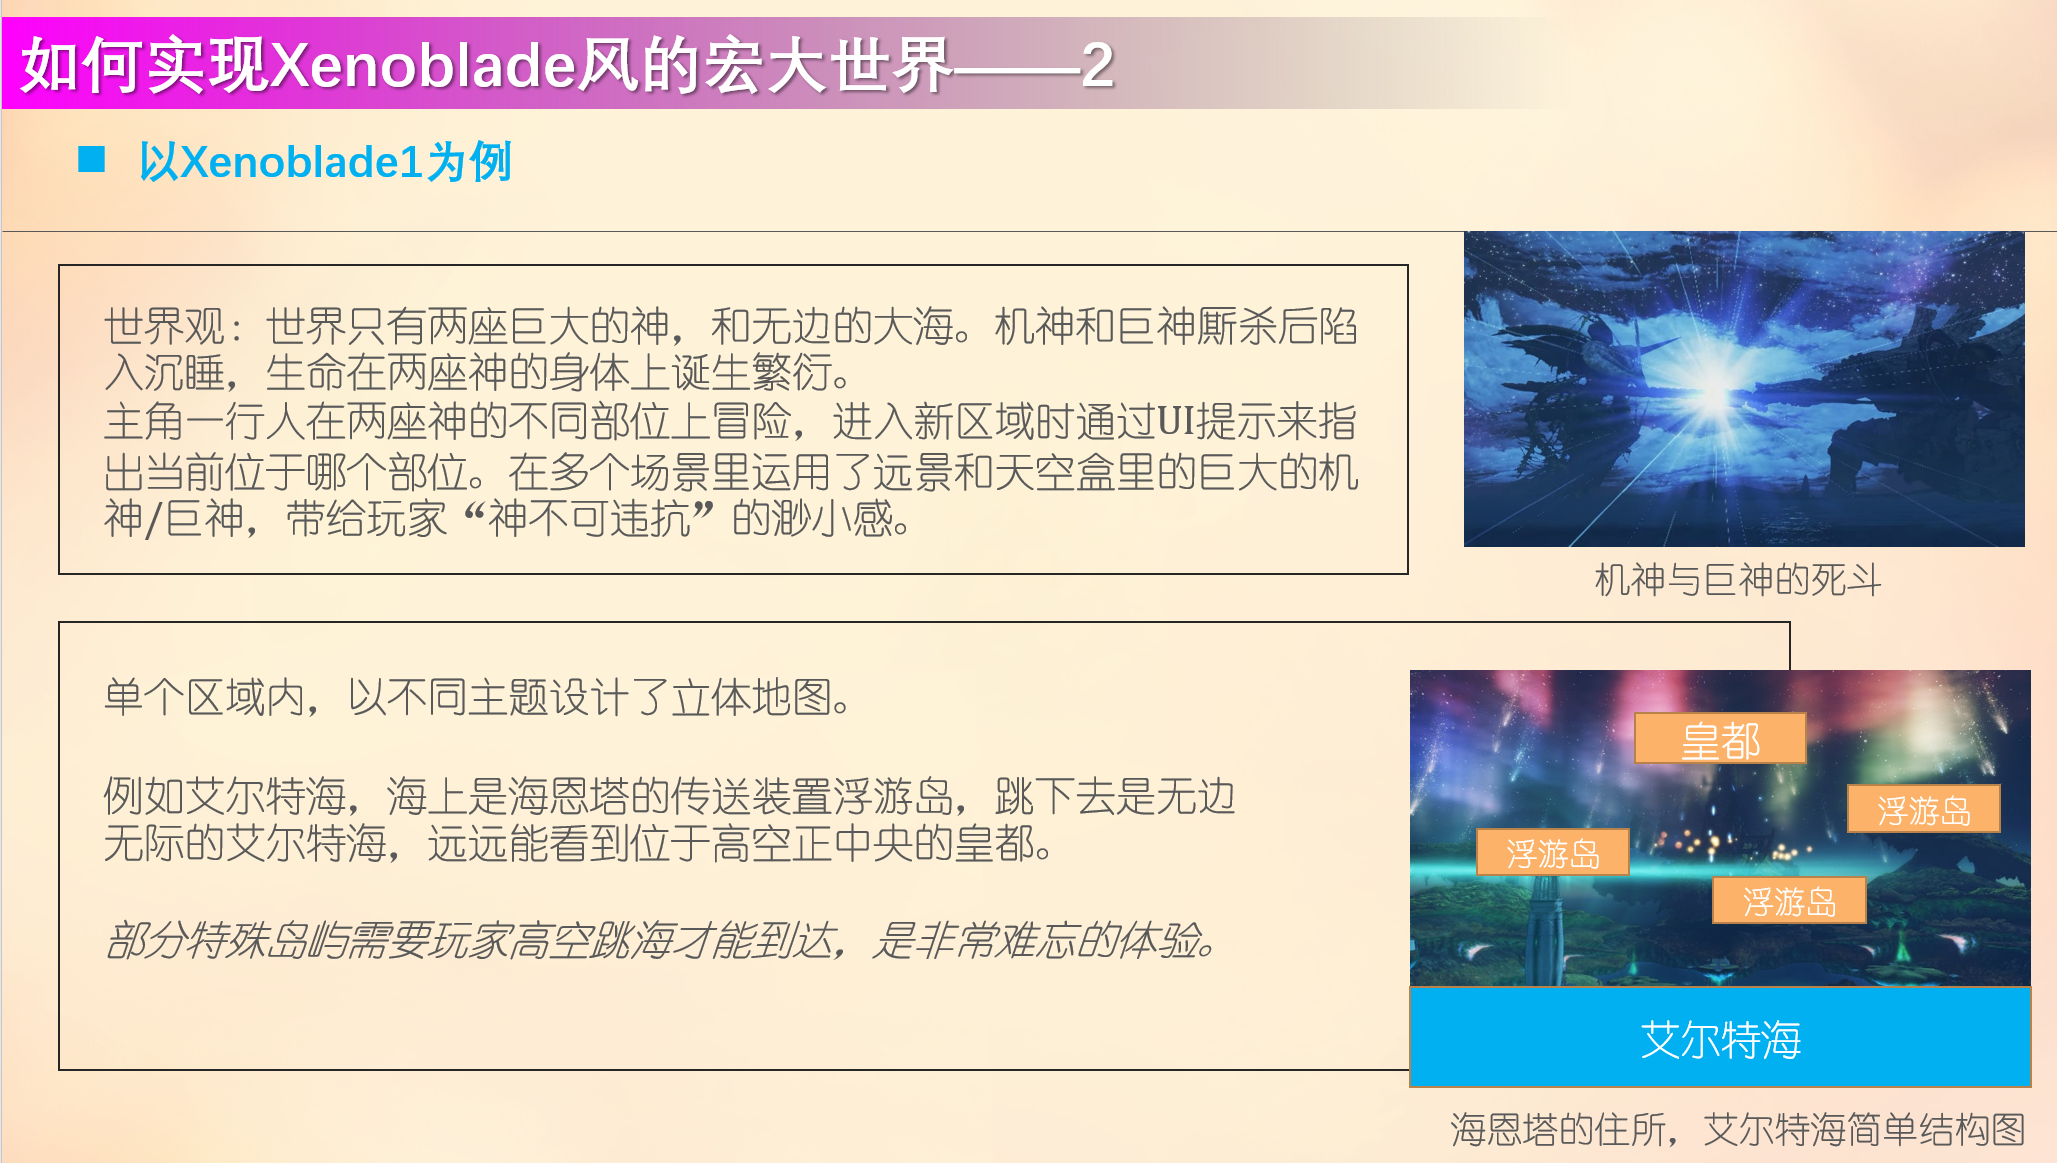 如何实现Xenoblade风的宏大世界——2
以Xenoblade1为例
世界观：世界只有两座巨大的神，和无边的大海。机神和巨神厮杀后陷
入沉睡，生命在两座神的身体上诞生繁衍。
主角一行人在两座神的不同部位上冒险，进入新区域时通过UI提示来指
出当前位于哪个部位。在多个场景里运用了远景和天空盒里的巨大的机
神/巨神，带给玩家“神不可违抗”的渺小感。
机神与巨神的死斗
单个区域内，以不同主题设计了立体地图。
例如艾尔特海，海上是海恩塔的传送装置浮游岛，跳下去是无边
无际的艾尔特海，远远能看到位于高空正中央的皇都。
部分特殊岛屿需要玩家高空跳海才能到达，是非常难忘的体验。
皇都
浮游岛
浮游岛
浮游岛
艾尔特海
海恩塔的住所，艾尔特海简单结构图